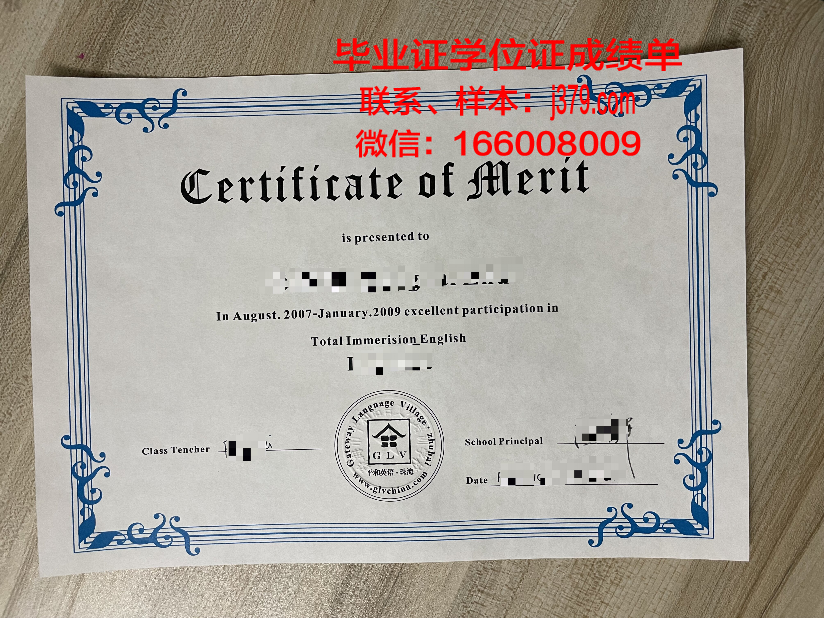 毕业证学位证成绩单
联系、样本：j379.com
微信：166008009
Certificate of Merit
is presented to
In August. 2007-January.2009 excellent participation in
Total Immerision English
Gateway Language Village·zhuhai
GLV
www.glvchina.com
Class Tencher
School Principal
Date